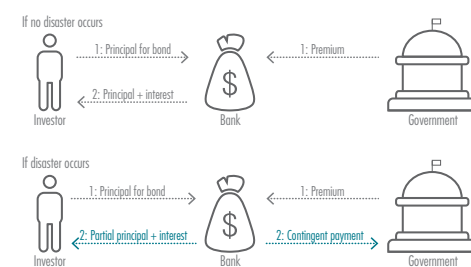 If no disaster occurs
1: Principal for bond
1: Premium
$
2: Principal + interest
Investor
Bank
Government
If disaster occurs
1: Principal for bond
1: Premium
$
2: Partial principal + interest
2: Contingent payment
Investor
Bank
Government